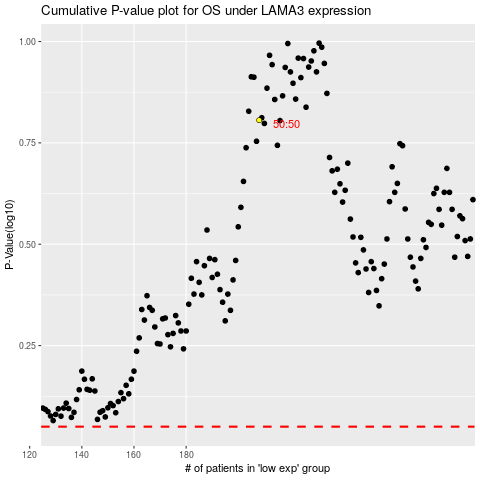 Cumulative P-value plot for OS under LAMA3 expression
P-Value(log10)
1.00
0.75
0.50
0.25
50:50
120 140 160 180
# of patients in 'low exp' group